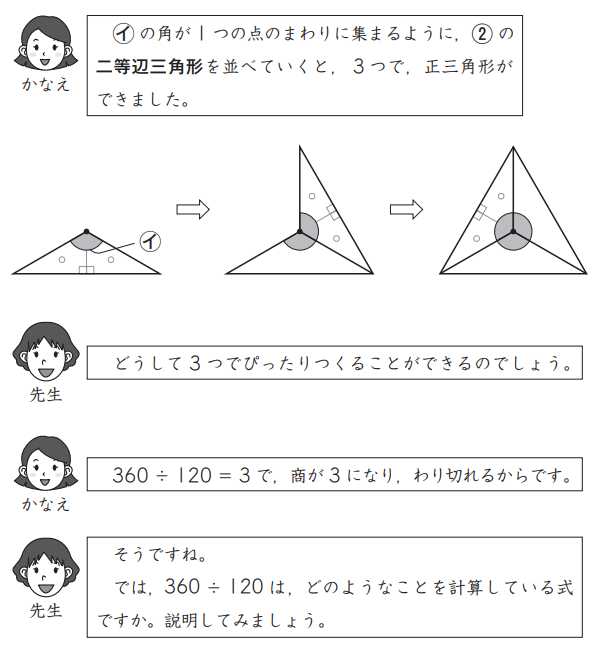 ㋑の角が1つの点のまわりに集まるように，②の
二等辺三角形を並べていくと，3つで，正三角形が
できました。
かなえ
㋑
どうして3つでぴったりつくることができるのでしょう。
先生
360÷120＝3で，商が3になり，わり切れるからです。
かなえ
そうですね。
では，360÷120は，どのようなことを計算している式
ですか。説明してみましょう。
先生